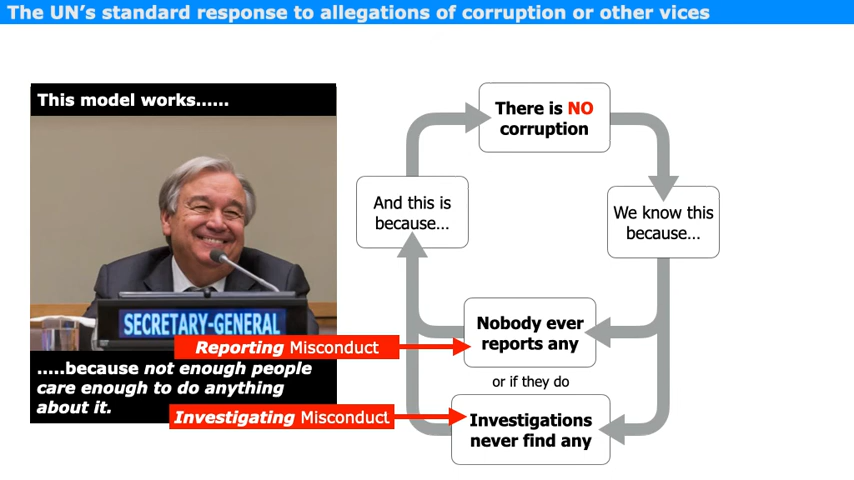 The UN’s standard response to allegations of corruption or other vices
This model works……
SECRETARY-GENERAL
…..because not enough people
care enough to do anything
about it.
There is NO
corruption
We know this
because…
And this is
because…
Nobody ever
reports any
or if they do
Investigations
never find any
Reporting Misconduct
Investigating Misconduct